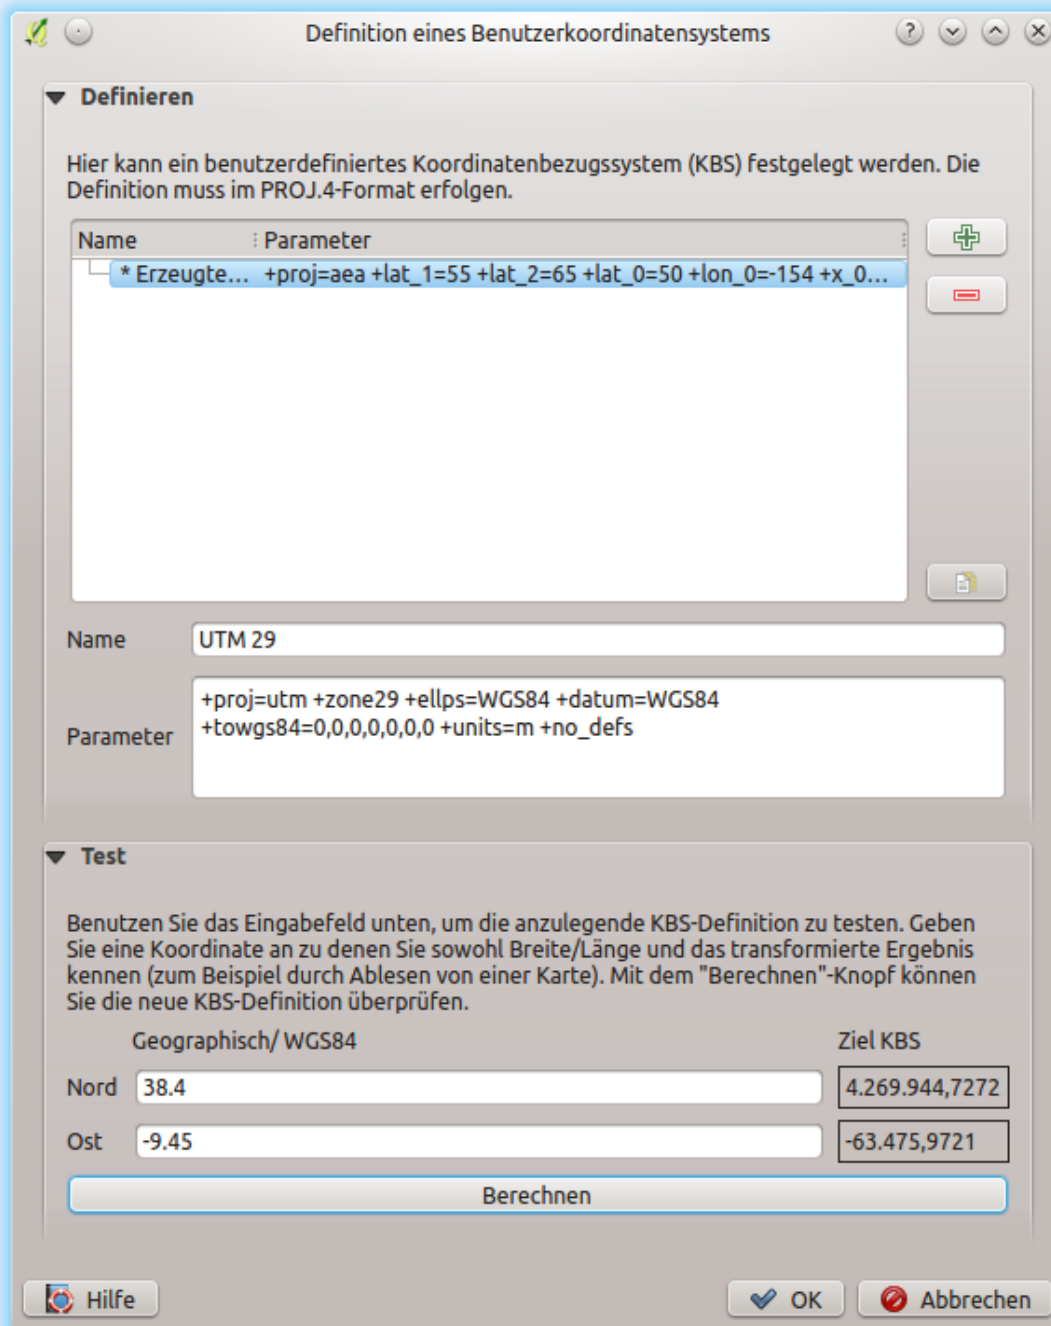 Definition eines Benutzerkoordinatensystems
Definieren
Hier kann ein benutzerdefiniertes Koordinatenbezugssystem (KBS) festgelegt werden. Die
Definition muss im PROJ.4-Format erfolgen.
Name Parameter
* Erzeugte... +proj=aea +lat_1=55 +lat_2=65 +lat_0=50 +lon_0=-154 +x_0...
Name UTM 29
+proj=utm +zone29 +ellps=WGS84 +datum=WGS84
+towgs84=0,0,0,0,0,0,0 +units=m +no_defs
Parameter
Test
Benutzen Sie das Eingabefeld unten, um die anzulegende KBS-Definition zu testen. Geben
Sie eine Koordinate an zu denen Sie sowohl Breite/Länge und das transformierte Ergebnis
kennen (zum Beispiel durch Ablesen von einer Karte). Mit dem "Berechnen"-Knopf können
Sie die neue KBS-Definition überprüfen.
Geographisch/ WGS84 Ziel KBS
Nord 38.4 4.269.944,7272
Ost -9.45 -63.475,9721
Berechnen
Hilfe OK Abbrechen